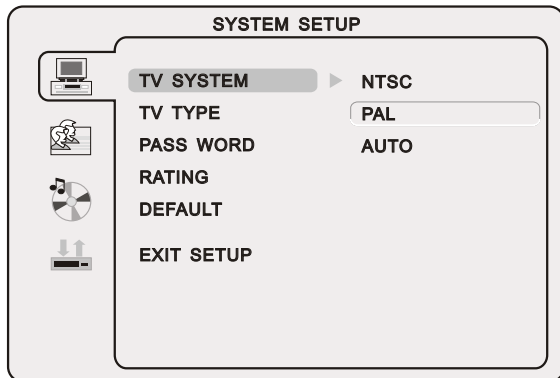 SYSTEM SETUP
TV SYSTEM NTSC
TV TYPE PAL
PASS WORD AUTO
RATING
DEFAULT
EXIT SETUP